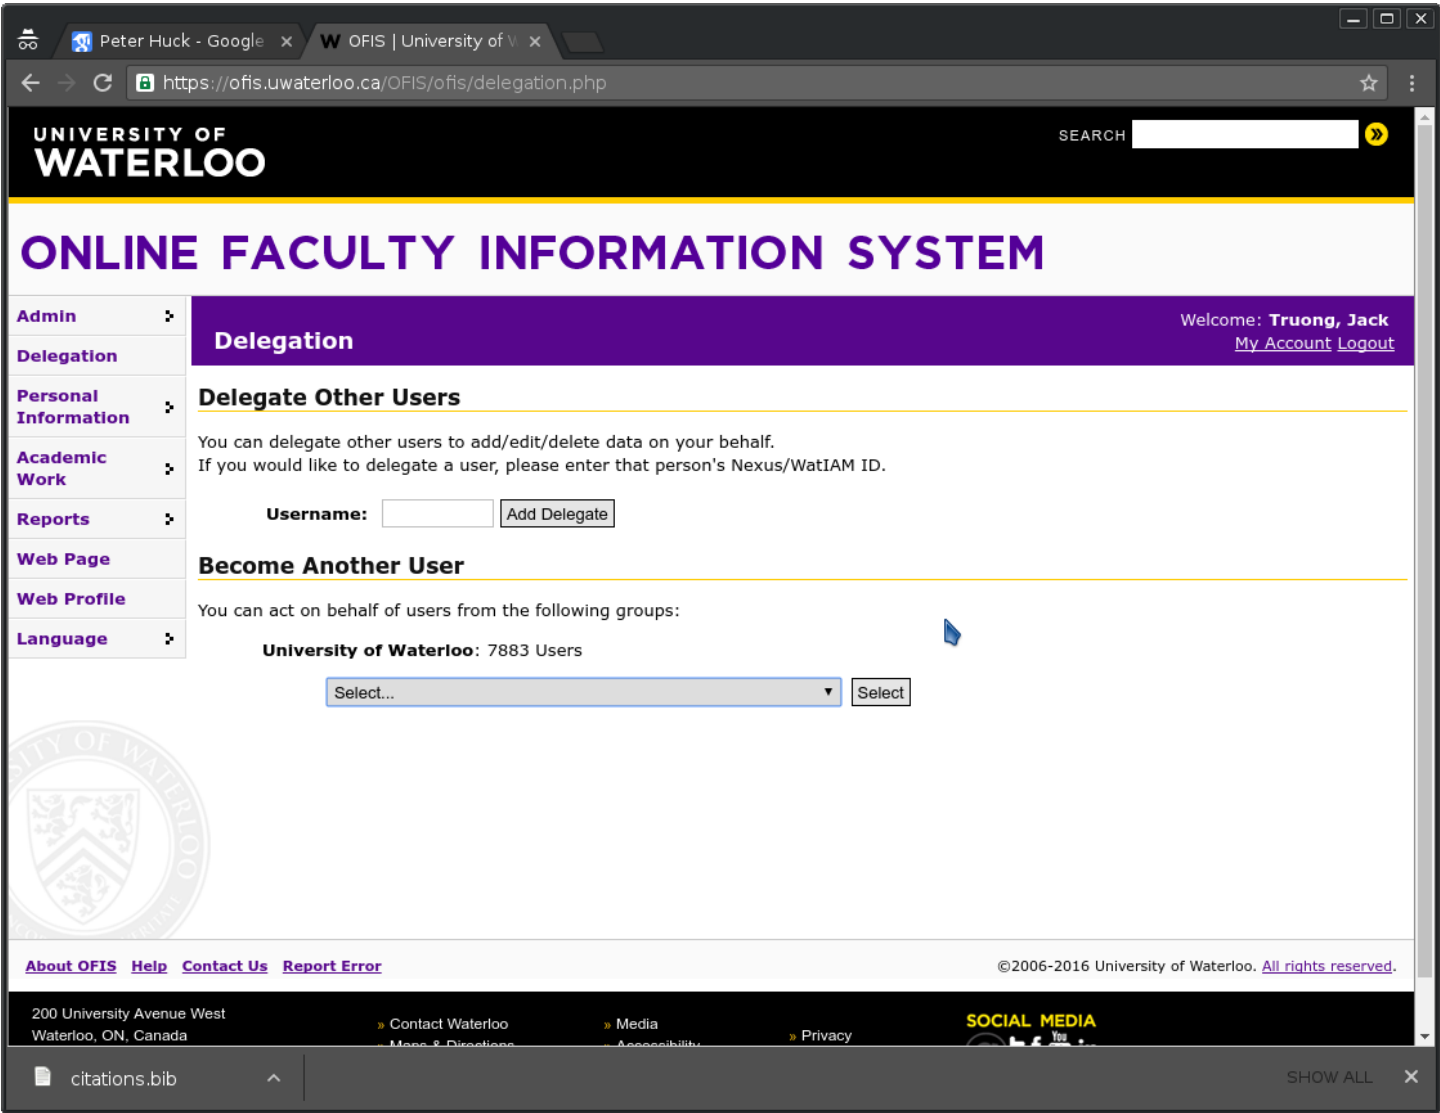 Peter Huck - Google
OFIS | University of W
https://ofis.uwaterloo.ca/OFIS/ofis/delegation.php
UNIVERSITY OF
WATERLOO
SEARCH
ONLINE FACULTY INFORMATION SYSTEM
Admin
Delegation
Personal
Information
Academic
Work
Reports
Web Page
Web Profile
Language
Delegation
Welcome: Truong, Jack
My Account Logout
Delegate Other Users
You can delegate other users to add/edit/delete data on your behalf.
If you would like to delegate a user, please enter that person's Nexus/WatIAM ID.
Username: Add Delegate
Become Another User
You can act on behalf of users from the following groups:
University of Waterloo: 7883 Users
Select... Select
About OFIS Help Contact Us Report Error
©2006-2016 University of Waterloo. All rights reserved.
200 University Avenue West
Waterloo, ON, Canada
» Contact Waterloo
» Maps & Directions
» Media
» Accessibility
» Privacy
SOCIAL MEDIA
You
citations.bib
SHOW ALL